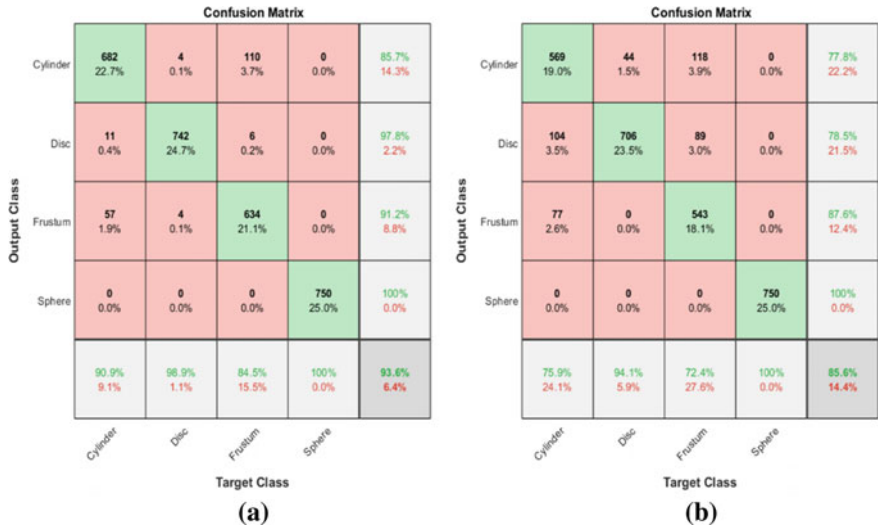 Confusion Matrix
Cylinder 682 4 110 0 85.7%
22.7% 0.1% 3.7% 0.0% 14.3%
Disc 11 742 6 0 97.8%
0.4% 24.7% 0.2% 0.0% 2.2%
Frustum 57 4 634 0 91.2%
1.9% 0.1% 21.1% 0.0% 8.8%
Sphere 0 0 0 750 100%
0.0% 0.0% 0.0% 25.0% 0.0%
90.9% 98.9% 84.5% 100% 93.6%
9.1% 1.1% 15.5% 0.0% 6.4%
Cylinder Disc Frustum Sphere
Output Class
Target Class
(a)
Confusion Matrix
Cylinder 569 44 118 0 77.8%
19.0% 1.5% 3.9% 0.0% 22.2%
Disc 104 706 89 0 78.5%
3.5% 23.5% 3.0% 0.0% 21.5%
Frustum 77 0 543 0 87.6%
2.6% 0.0% 18.1% 0.0% 12.4%
Sphere 0 0 0 750 100%
0.0% 0.0% 0.0% 25.0% 0.0%
75.9% 94.1% 72.4% 100% 85.6%
24.1% 5.9% 27.6% 0.0% 14.4%
Cylinder Disc Frustum Sphere
Output Class
Target Class
(b)